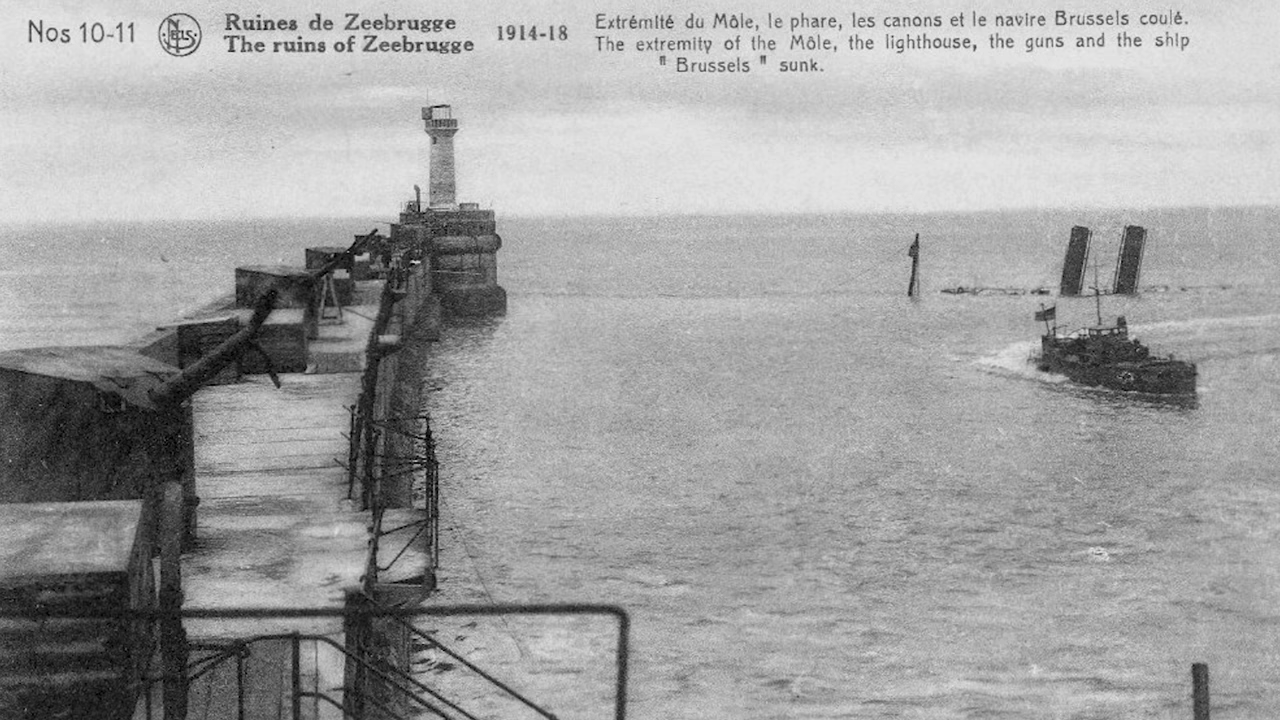 Nos 10-11
NELS
Ruines de Zeebrugge
The ruins of Zeebrugge
1914-18
Extrémité du Môle, le phare, les canons et le navire Brussels coulé.
The extremity of the Môle, the lighthouse, the guns and the ship
" Brussels " sunk.